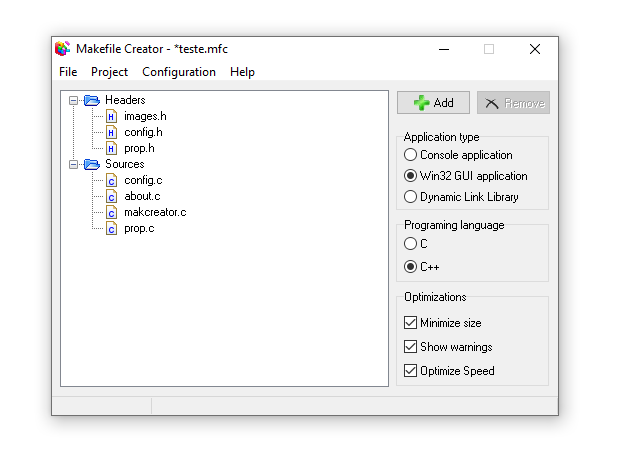 Makefile Creator - *teste.mfc
File Project Configuration Help
Headers
images.h
config.h
prop.h
Sources
config.c
about.c
makcreator.c
prop.c
Add
Remove
Application type
Console application
Win32 GUI application
Dynamic Link Library
Programing language
C
C++
Optimizations
Minimize size
Show warnings
Optimize Speed